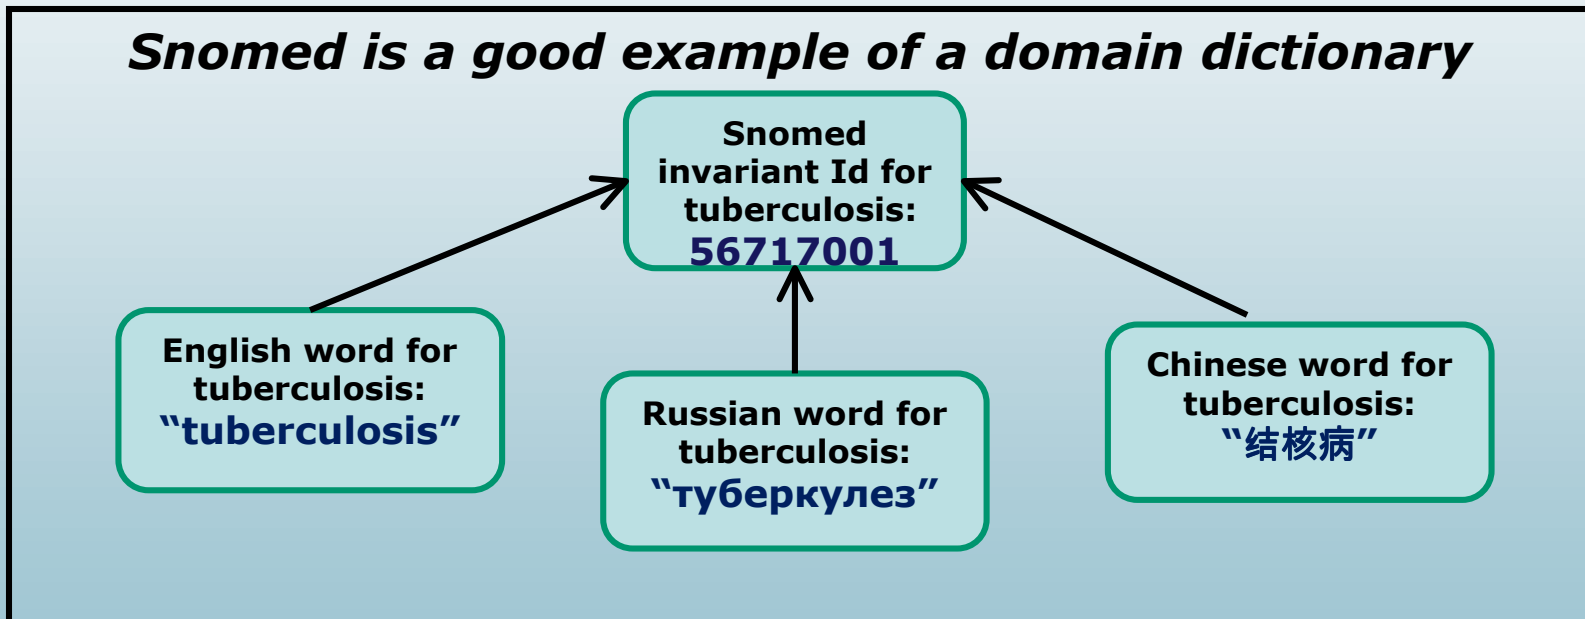 Snomed is a good example of a domain dictionary
Snomed
invariant Id for
tuberculosis:
56717001
English word for
tuberculosis:
“tuberculosis”
Russian word for
tuberculosis:
“туберкулез”
Chinese word for
tuberculosis:
“结核病”